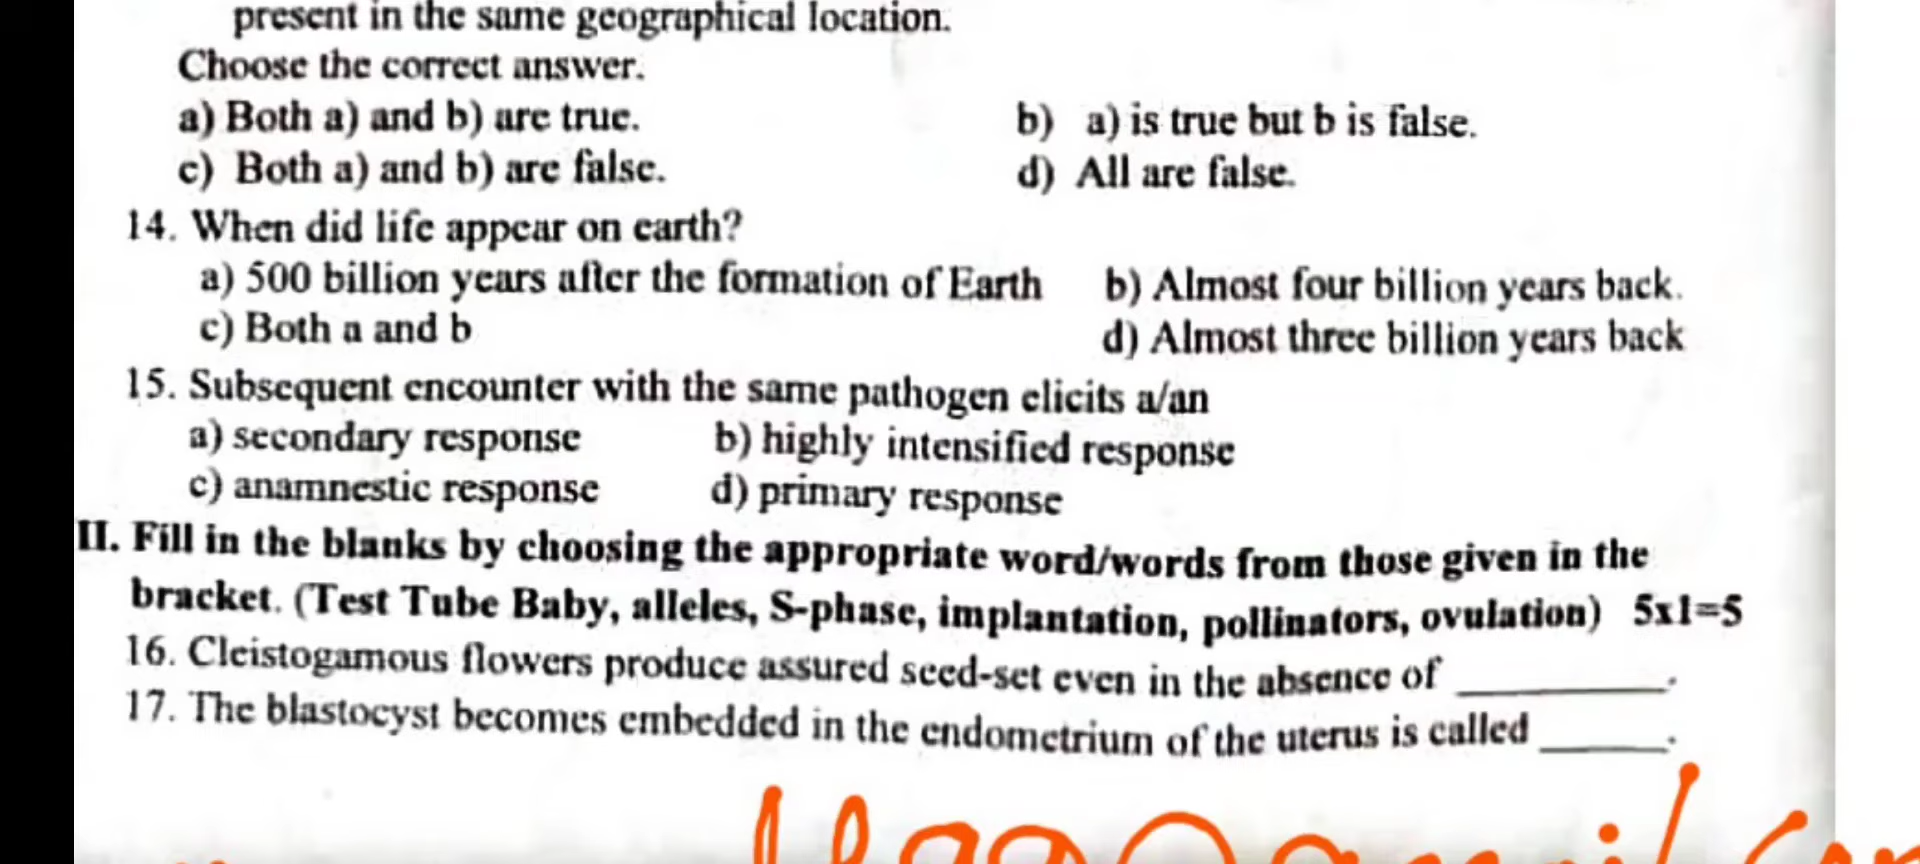 present in the same geographical location.
Choose the correct answer.
a) Both a) and b) are true. b) a) is true but b is false.
c) Both a) and b) are false. d) All are false.
14. When did life appear on earth?
a) 500 billion years after the formation of Earth b) Almost four billion years back.
c) Both a and b d) Almost three billion years back
15. Subsequent encounter with the same pathogen elicits a/an
a) secondary response b) highly intensified response
c) anamnestic response d) primary response
II. Fill in the blanks by choosing the appropriate word/words from those given in the
bracket. (Test Tube Baby, alleles, S-phase, implantation, pollinators, ovulation) 5x1=5
16. Cleistogamous flowers produce assured seed-set even in the absence of ________.
17. The blastocyst becomes embedded in the endometrium of the uterus is called _____.